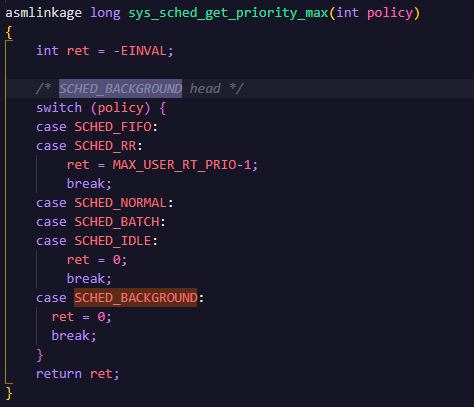 asmlinkage long sys_sched_get_priority_max(int policy)
{
    int ret = -EINVAL;

    /* SCHED_BACKGROUND head */
    switch (policy) {
    case SCHED_FIFO:
    case SCHED_RR:
        ret = MAX_USER_RT_PRIO-1;
        break;
    case SCHED_NORMAL:
    case SCHED_BATCH:
    case SCHED_IDLE:
        ret = 0;
        break;
    case SCHED_BACKGROUND:
      ret = 0;
      break;
    }
    return ret;
}